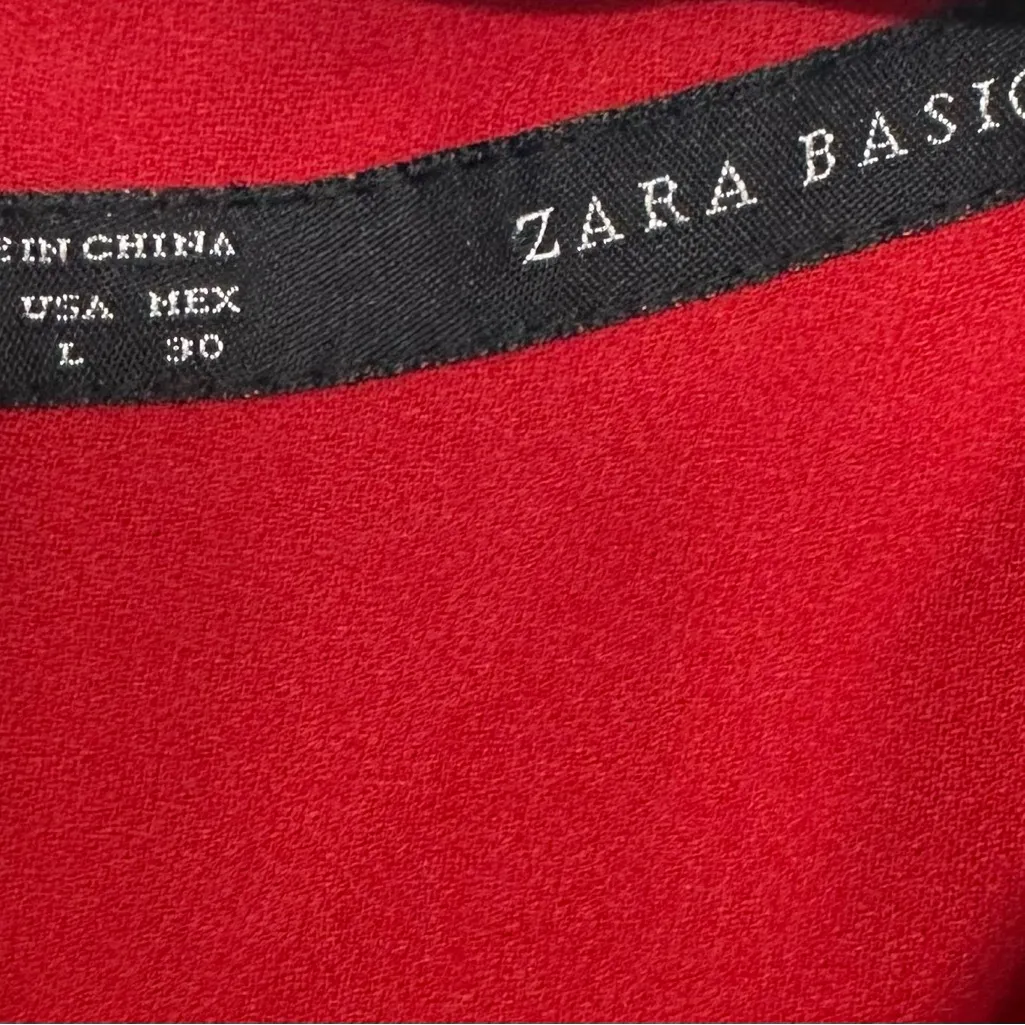 E IN CHINA
USA MEX
L 30
ZARA BASIC